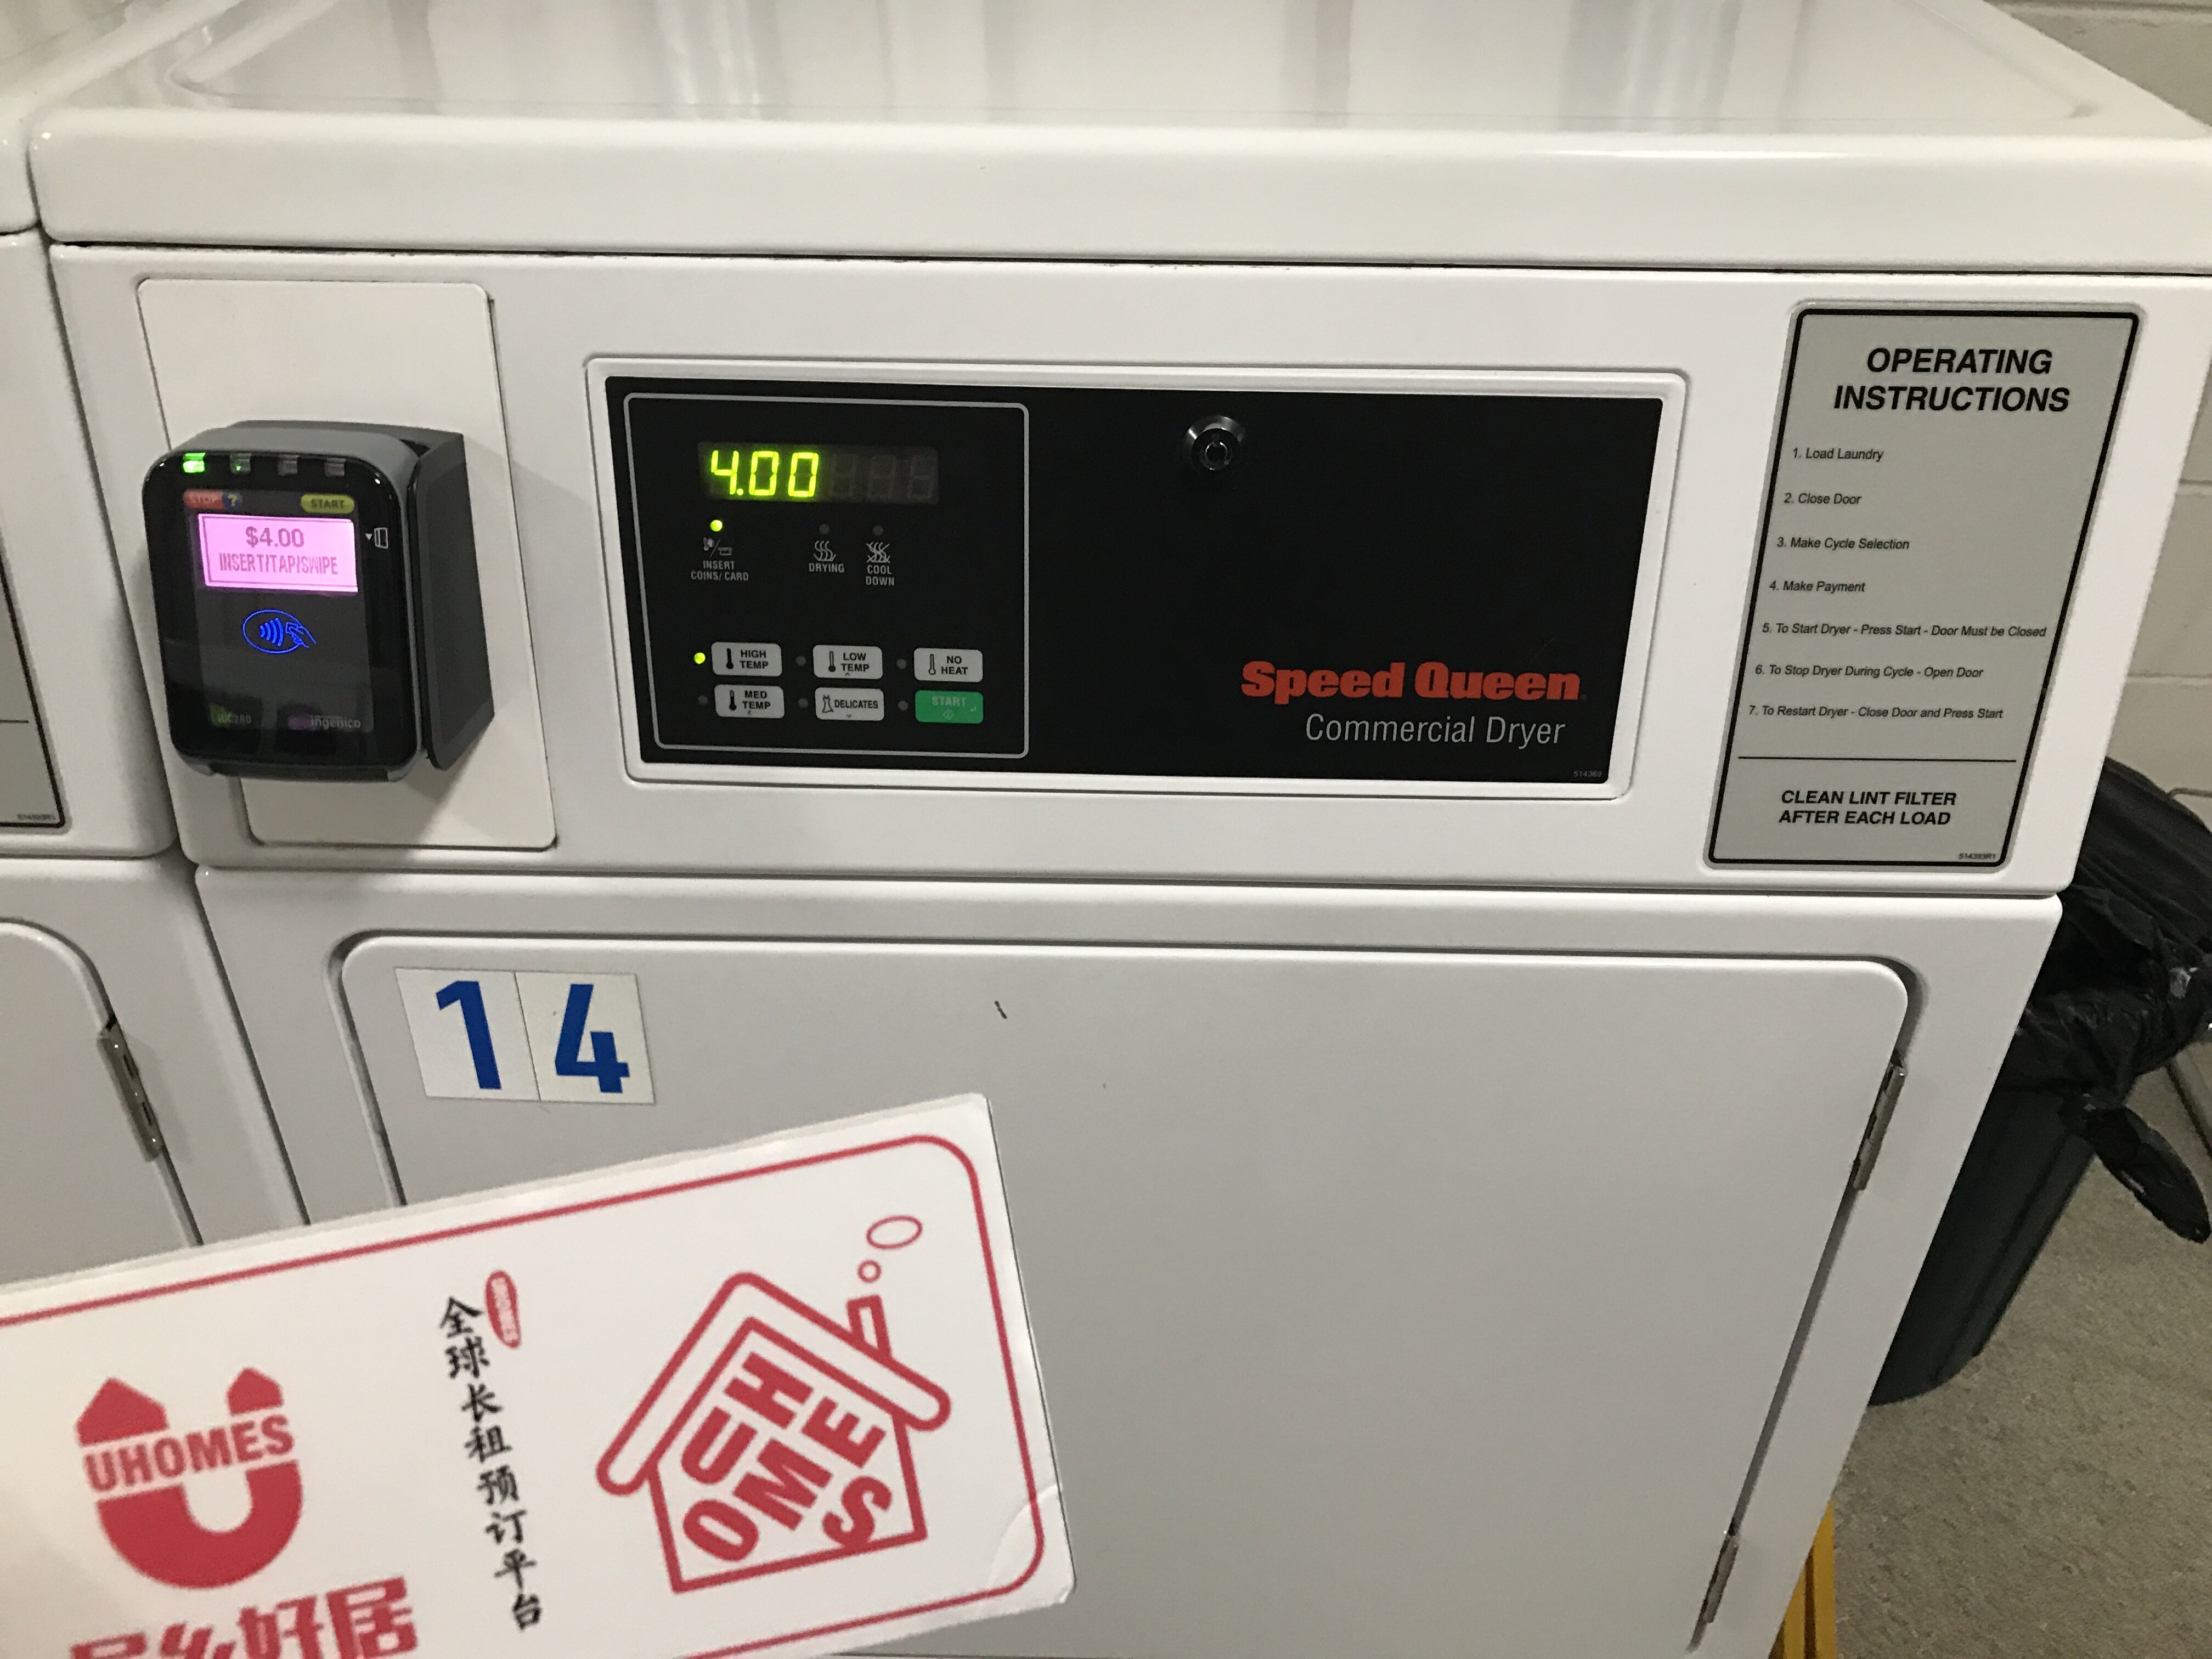 STOP ?
START
$4.00
INSERT/TAP/SWIPE
ingenico
4.00
INSERT
COINS/CARD
DRYING
COOL
DOWN
HIGH
TEMP
LOW
TEMP
NO
HEAT
MED
TEMP
DELICATES
START
Speed Queen
Commercial Dryer
514369
OPERATING
INSTRUCTIONS
1. Load Laundry
2. Close Door
3. Make Cycle Selection
4. Make Payment
5. To Start Dryer - Press Start - Door Must be Closed
6. To Stop Dryer During Cycle - Open Door
7. To Restart Dryer - Close Door and Press Start
CLEAN LINT FILTER
AFTER EACH LOAD
514393R1
14
UHOMES
好居
全球长租预订平台
UHOMES